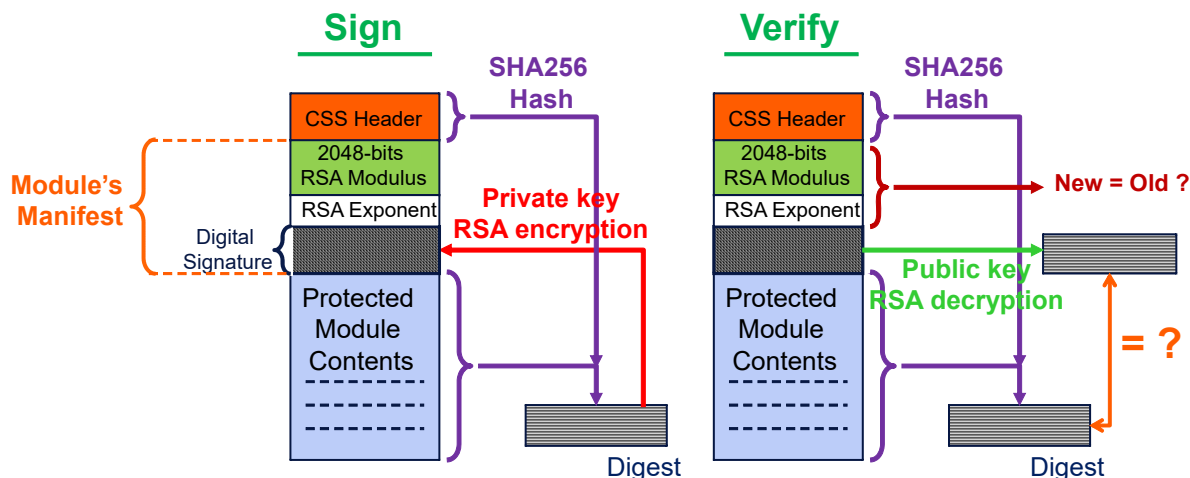 Sign
SHA256
Hash
CSS Header
2048-bits
RSA Modulus
RSA Exponent
Module's
Manifest
Digital
Signature
Private key
RSA encryption
Protected
Module
Contents
Digest
Verify
SHA256
Hash
CSS Header
2048-bits
RSA Modulus
RSA Exponent
New = Old ?
Public key
RSA decryption
Protected
Module
Contents
= ?
Digest